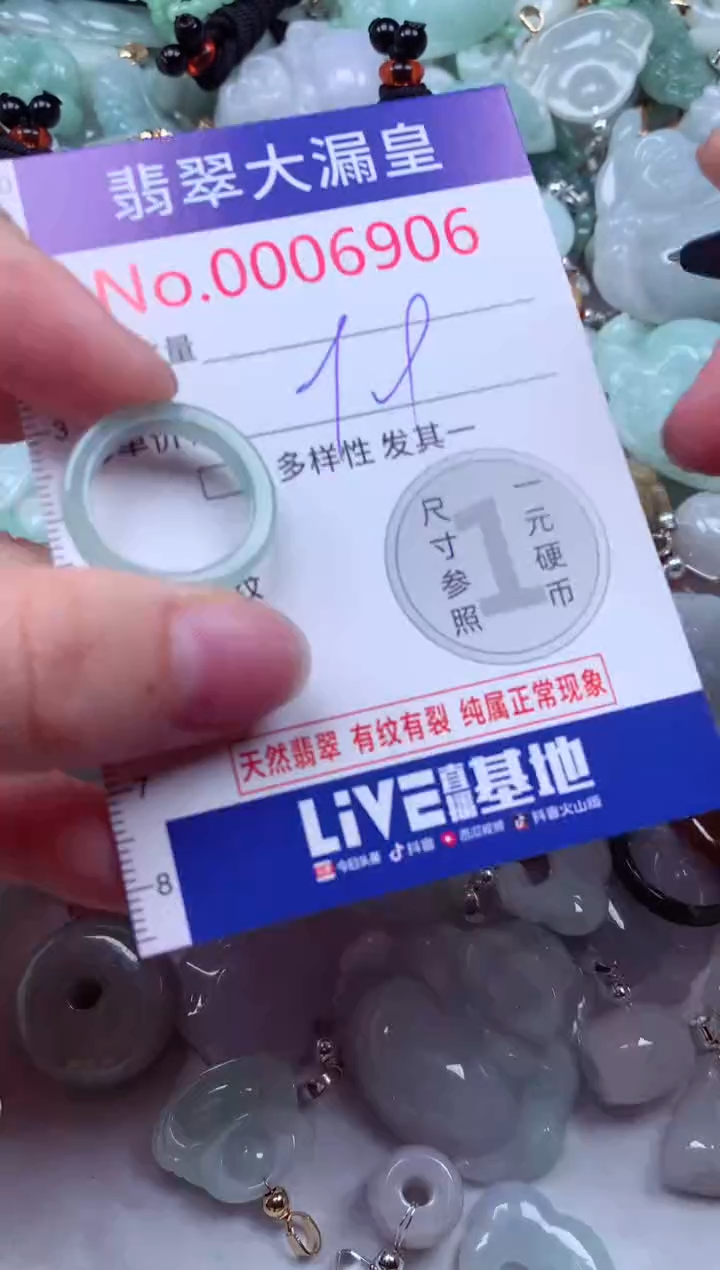 翡翠大漏皇
No.0006906
量
单价
多样性 发其一
纹
尺寸参照
1
一元硬币
天然翡翠 有纹有裂 纯属正常现象
LiVE直播基地
今日头条 抖音 西瓜视频 抖音火山版
3
7
8